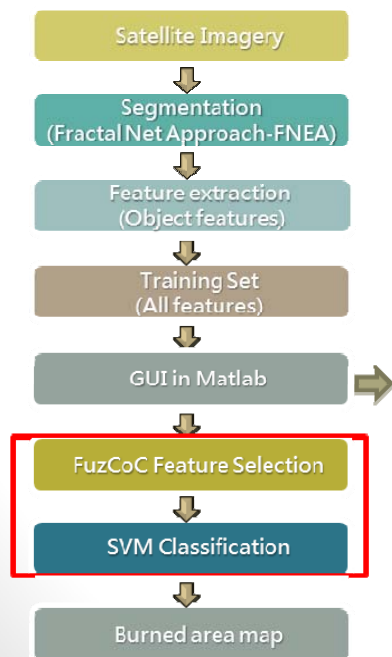 Satellite Imagery
Segmentation
(Fractal Net Approach-FNEA)
Feature extraction
(Object features)
Training Set
(All features)
GUI in Matlab
FuzCoC Feature Selection
SVM Classification
Burned area map